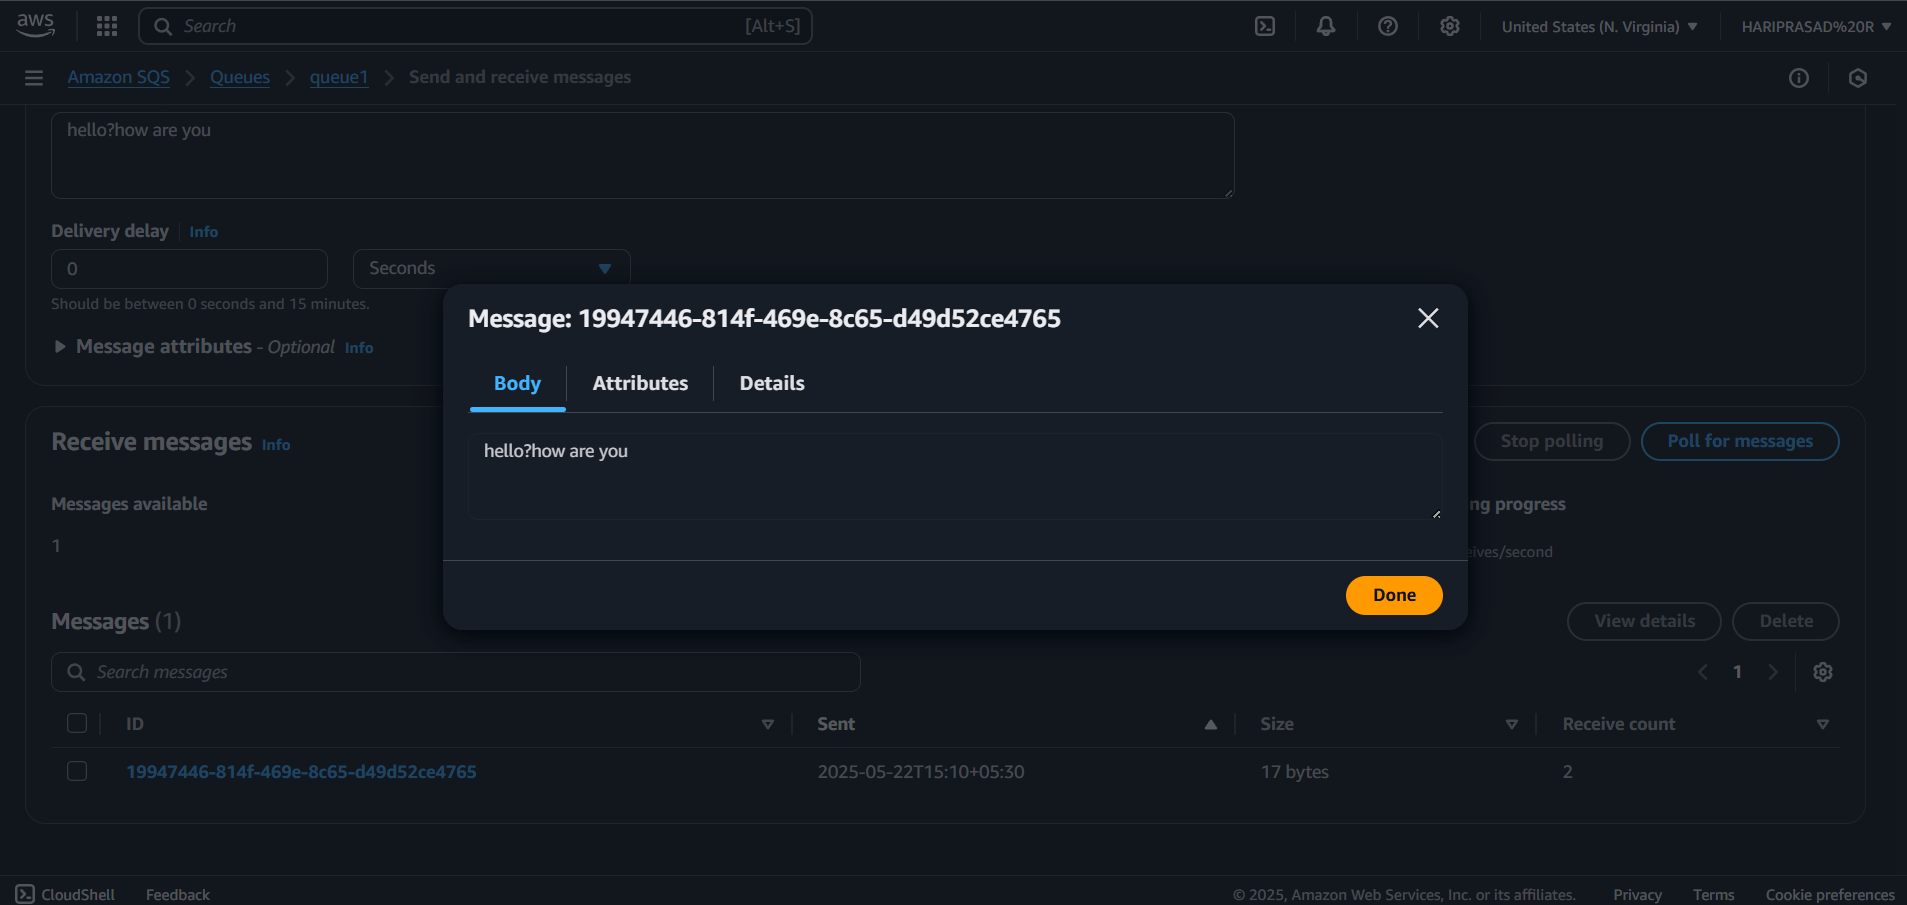 aws
Search [Alt+S]
United States (N. Virginia)
HARIPRASAD%20R
Amazon SQS
Queues
queue1
Send and receive messages
hello?how are you
Delivery delay
Info
0
Seconds
Should be between 0 seconds and 15 minutes.
Message attributes - Optional Info
Message: 19947446-814f-469e-8c65-d49d52ce4765
Body
Attributes
Details
hello?how are you
Done
Receive messages Info
Stop polling
Poll for messages
Messages available
ng progress
1
eives/second
Messages (1)
View details
Delete
Search messages
1
ID
Sent
Size
Receive count
19947446-814f-469e-8c65-d49d52ce4765
2025-05-22T15:10+05:30
17 bytes
2
CloudShell
Feedback
© 2025, Amazon Web Services, Inc. or its affiliates.
Privacy
Terms
Cookie preferences